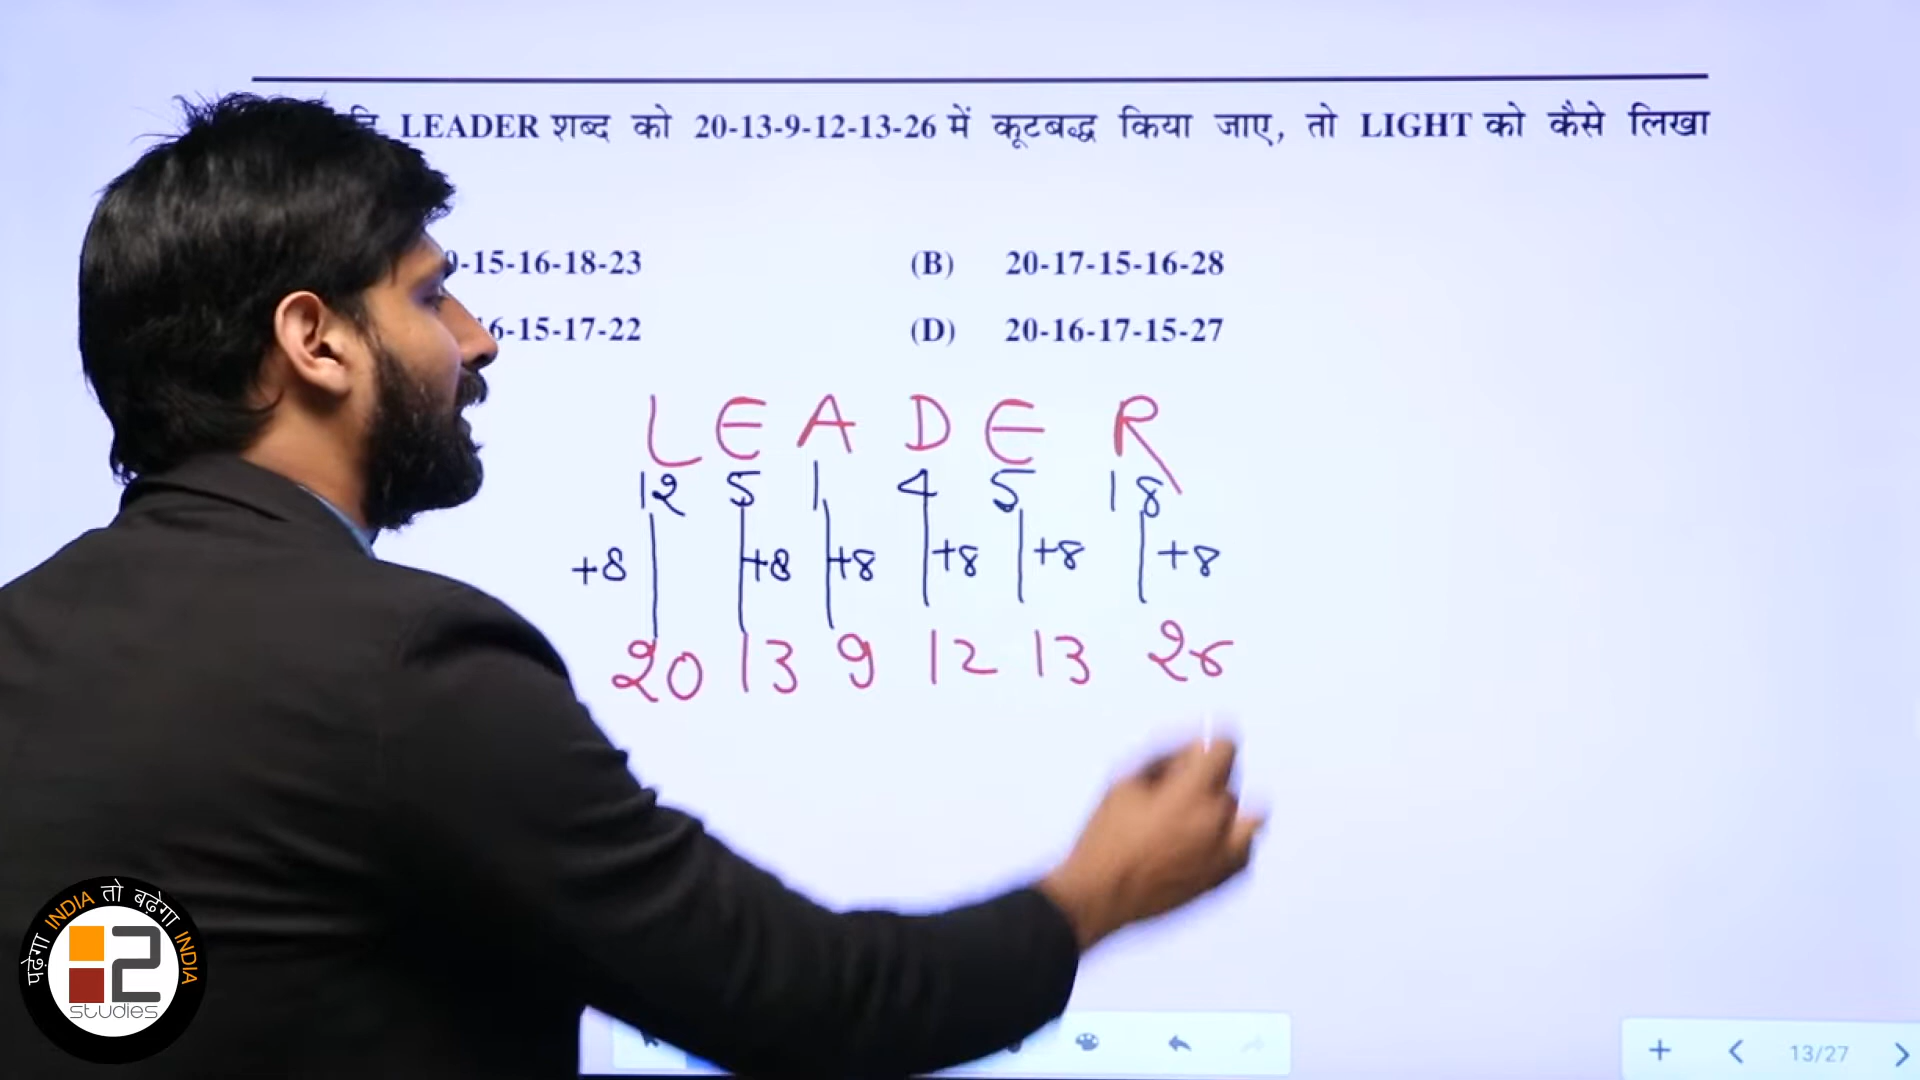 LEADER शब्द को 20-13-9-12-13-26 में कूटबद्ध किया जाए, तो LIGHT को कैसे लिखा
-15-16-18-23 (B) 20-17-15-16-28
6-15-17-22 (D) 20-16-17-15-27
L E A D E R
12 5 1 4 5 18
+8 +8 +8 +8 +8 +8
20 13 9 12 13 26
पढ़ेगा INDIA तो बढ़ेगा INDIA
i2
studies
13/27